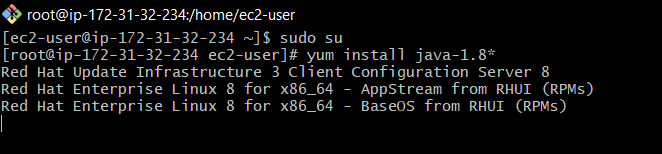 root@ip-172-31-32-234:/home/ec2-user
[ec2-user@ip-172-31-32-234 ~]$ sudo su
[root@ip-172-31-32-234 ec2-user]# yum install java-1.8*
Red Hat Update Infrastructure 3 Client Configuration Server 8
Red Hat Enterprise Linux 8 for x86_64 - AppStream from RHUI (RPMs)
Red Hat Enterprise Linux 8 for x86_64 - BaseOS from RHUI (RPMs)